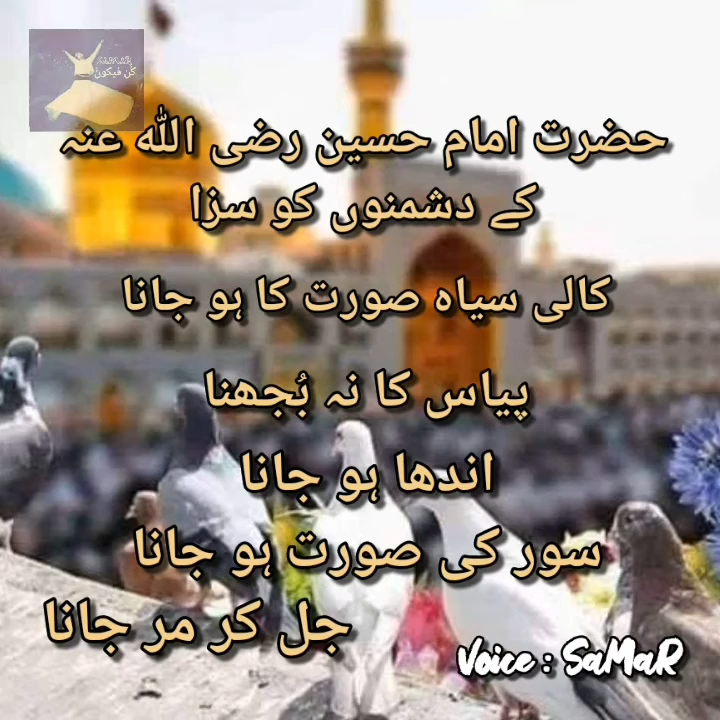 کُن فیکون
حضرت امام حسین رضی اللہ عنہ
کے دشمنوں کو سزا
کالی سیاہ صورت کا ہو جانا
پیاس کا نہ بُجھنا
اندھا ہو جانا
سور کی صورت ہو جانا
جل کر مر جانا
Voice : SaMaR